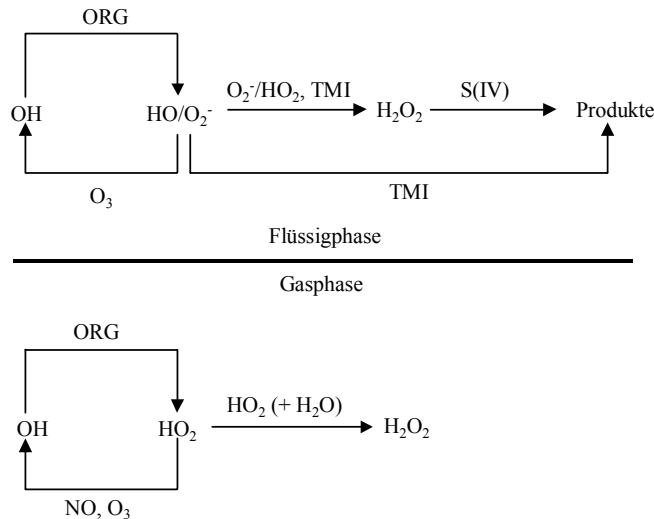 ORG
OH HO/O₂⁻ O₂⁻/HO₂, TMI H₂O₂ S(IV) Produkte
O₃ TMI
Flüssigphase
Gasphase
ORG
OH HO₂ HO₂ (+ H₂O) H₂O₂
NO, O₃